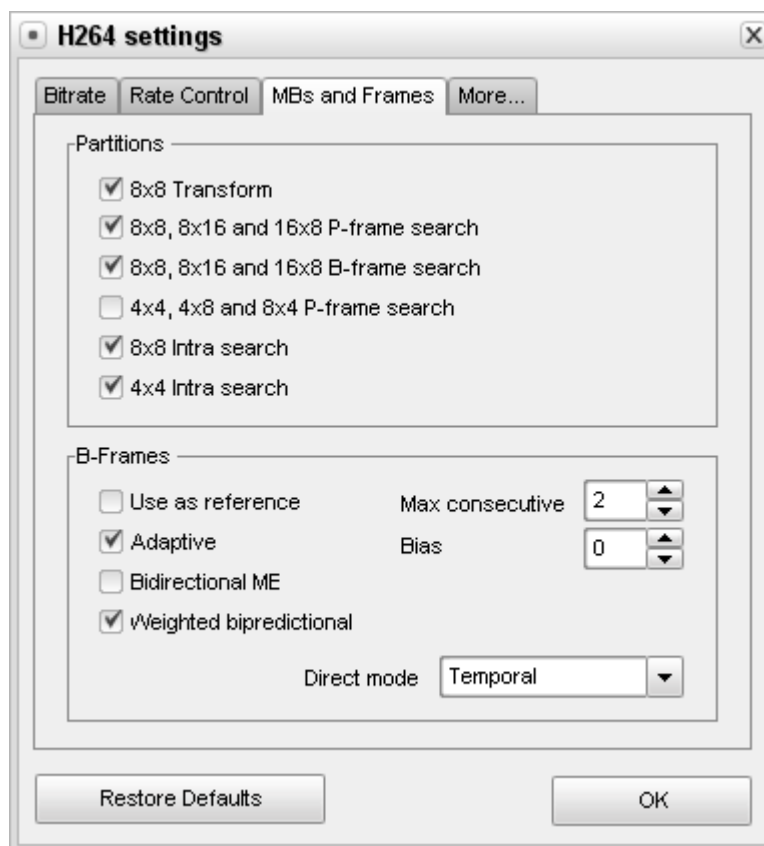 H264 settings
Bitrate Rate Control MBs and Frames More...
Partitions
8x8 Transform
8x8, 8x16 and 16x8 P-frame search
8x8, 8x16 and 16x8 B-frame search
4x4, 4x8 and 8x4 P-frame search
8x8 Intra search
4x4 Intra search
B-Frames
Use as reference Max consecutive 2
Adaptive Bias 0
Bidirectional ME
Weighted bipredictional
Direct mode Temporal
Restore Defaults OK